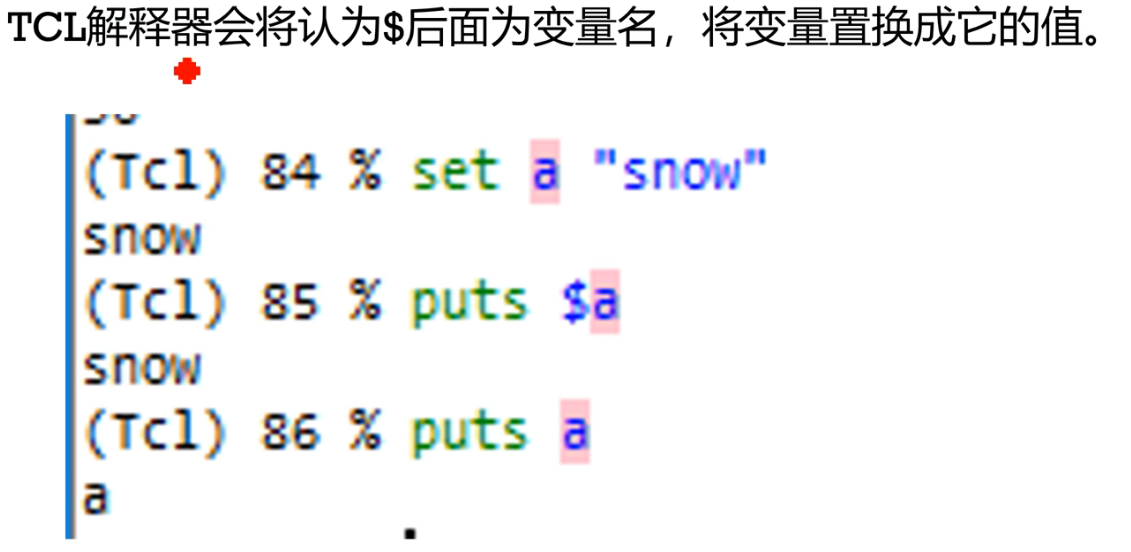 TCL解释器会将认为$后面为变量名，将变量置换成它的值。
(Tcl) 84 % set a "snow"
snow
(Tcl) 85 % puts $a
snow
(Tcl) 86 % puts a
a